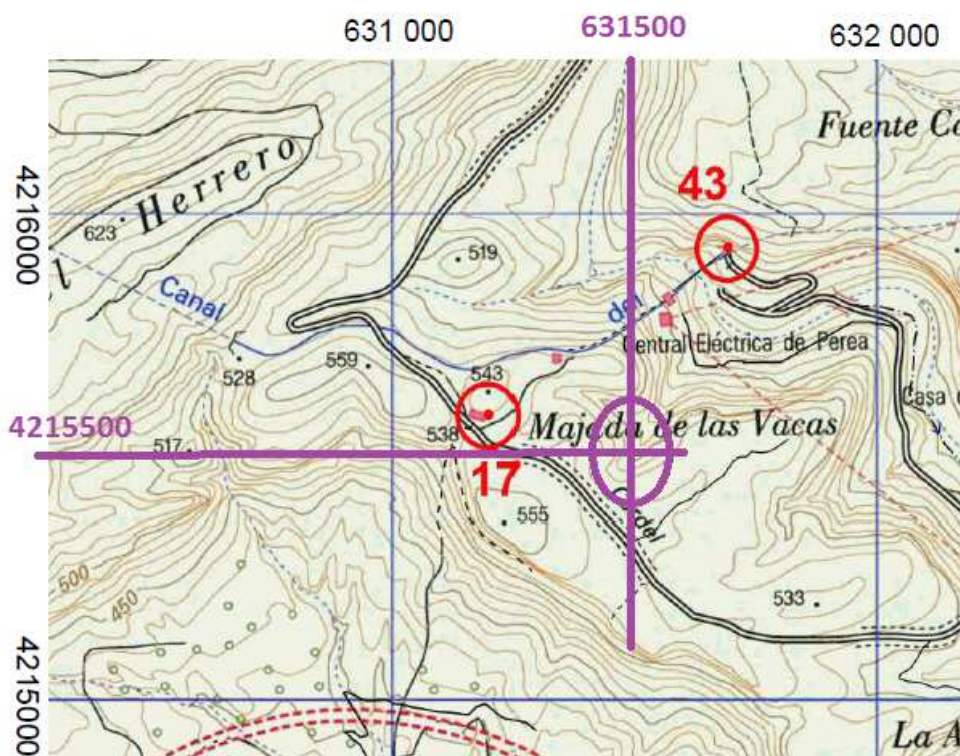 631 000
631500
632 000
Fuente Co
43
Herrero
623
4216000
519
Canal
del
Central Eléctrica de Perea
559
543
528
Casa
4215500
538
Majada de las Vacas
517
17
555
del
500
450
533
4215000
La A